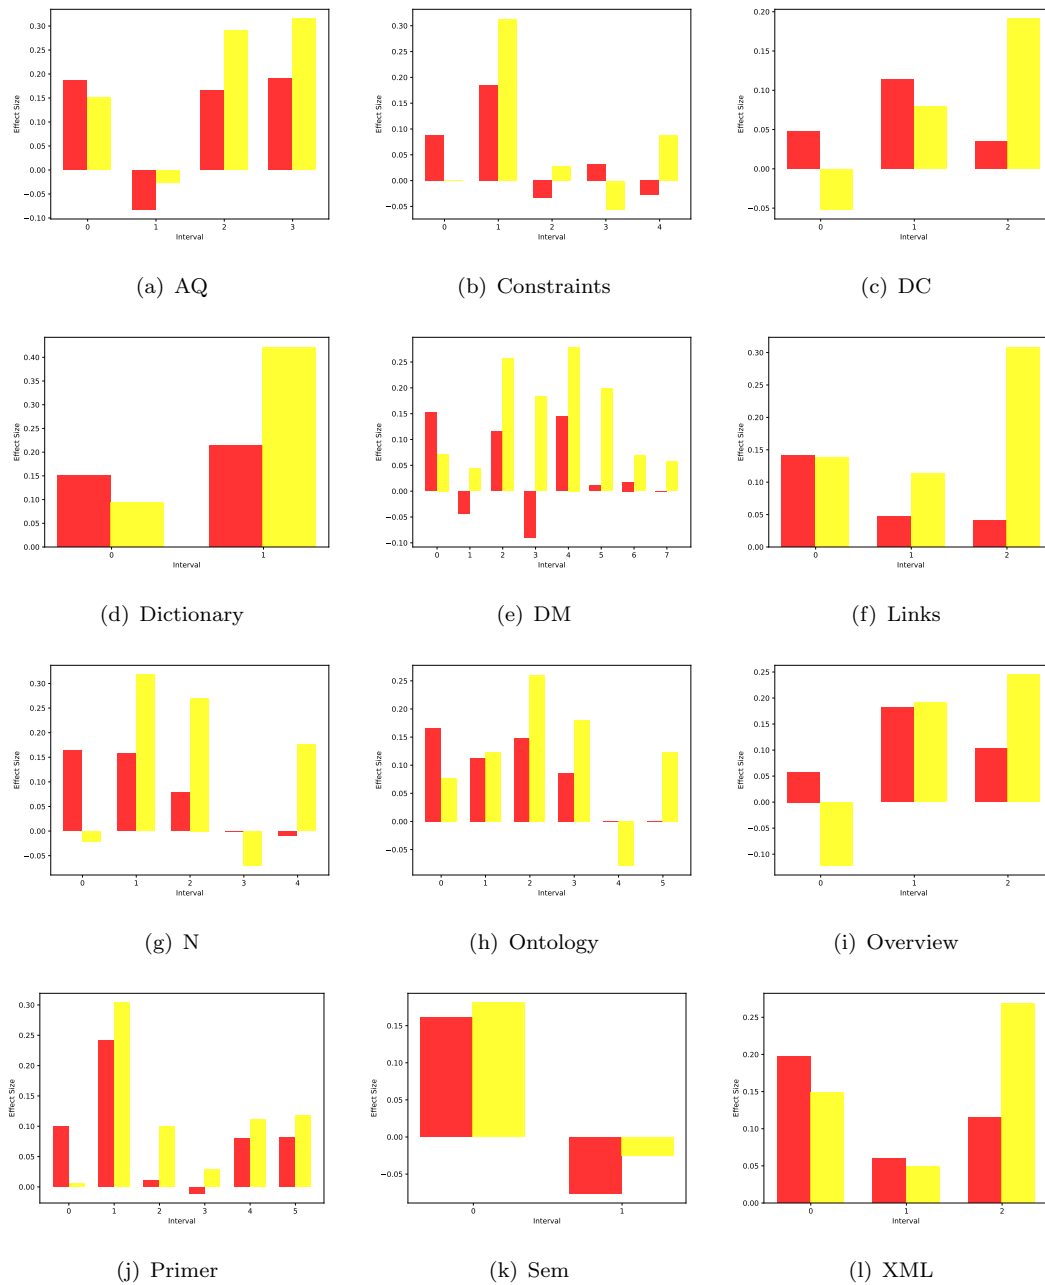 0.30
0.25
0.20
0.15
0.10
0.05
0.00
−0.05
−0.10
Effect Size
0 1 2 3
Interval
(a) AQ
0.30
0.25
0.20
0.15
0.10
0.05
0.00
−0.05
Effect Size
0 1 2 3 4
Interval
(b) Constraints
0.20
0.15
0.10
0.05
0.00
−0.05
Effect Size
0 1 2
Interval
(c) DC
0.40
0.35
0.30
0.25
0.20
0.15
0.10
0.05
0.00
Effect Size
0 1
Interval
(d) Dictionary
0.25
0.20
0.15
0.10
0.05
0.00
−0.05
−0.10
Effect Size
0 1 2 3 4 5 6 7
Interval
(e) DM
0.30
0.25
0.20
0.15
0.10
0.05
0.00
Effect Size
0 1 2
Interval
(f) Links
0.30
0.25
0.20
0.15
0.10
0.05
0.00
−0.05
Effect Size
0 1 2 3 4
Interval
(g) N
0.25
0.20
0.15
0.10
0.05
0.00
−0.05
Effect Size
0 1 2 3 4 5
Interval
(h) Ontology
0.25
0.20
0.15
0.10
0.05
0.00
−0.05
−0.10
Effect Size
0 1 2
Interval
(i) Overview
0.30
0.25
0.20
0.15
0.10
0.05
0.00
Effect Size
0 1 2 3 4 5
Interval
(j) Primer
0.15
0.10
0.05
0.00
−0.05
Effect Size
0 1
Interval
(k) Sem
0.25
0.20
0.15
0.10
0.05
0.00
Effect Size
0 1 2
Interval
(l) XML